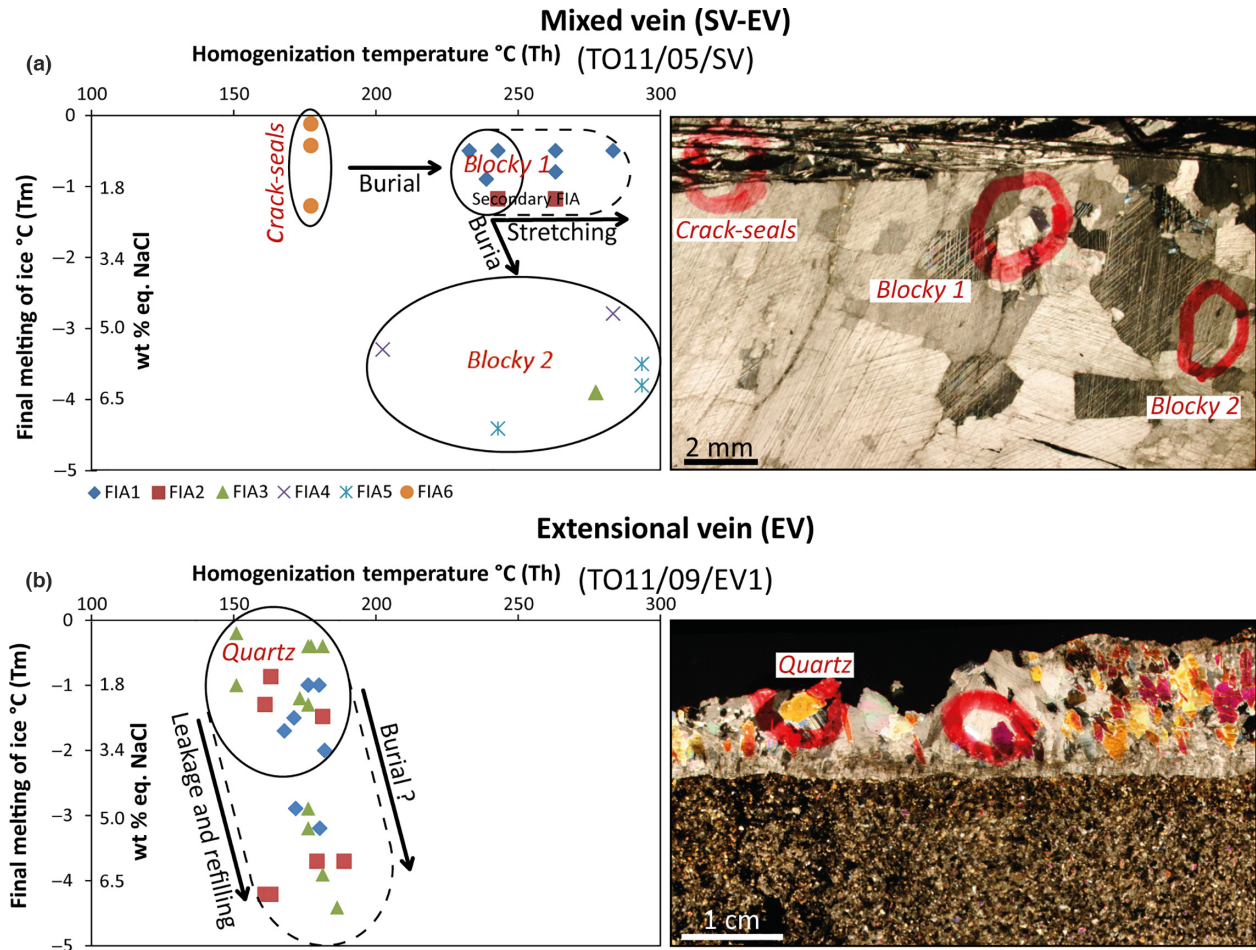 Mixed vein (SV-EV)
(a)
Homogenization temperature °C (Th) (TO11/05/SV)
100 150 200 250 300
0
−1
−2
−3
−4
−5
Final melting of ice °C (Tm)
1.8
3.4
5.0
6.5
wt % eq. NaCl
Crack-seals
Burial
Blocky 1
Secondary FIA
Stretching
Buria
Blocky 2
FIA1 FIA2 FIA3 FIA4 FIA5 FIA6
Crack-seals
Blocky 1
Blocky 2
2 mm
Extensional vein (EV)
(b)
Homogenization temperature °C (Th) (TO11/09/EV1)
100 150 200 300
0
−1
−2
−3
−4
−5
Final melting of ice °C (Tm)
1.8
3.4
5.0
6.5
wt % eq. NaCl
Quartz
Leakage and refilling
Burial ?
Quartz
1 cm